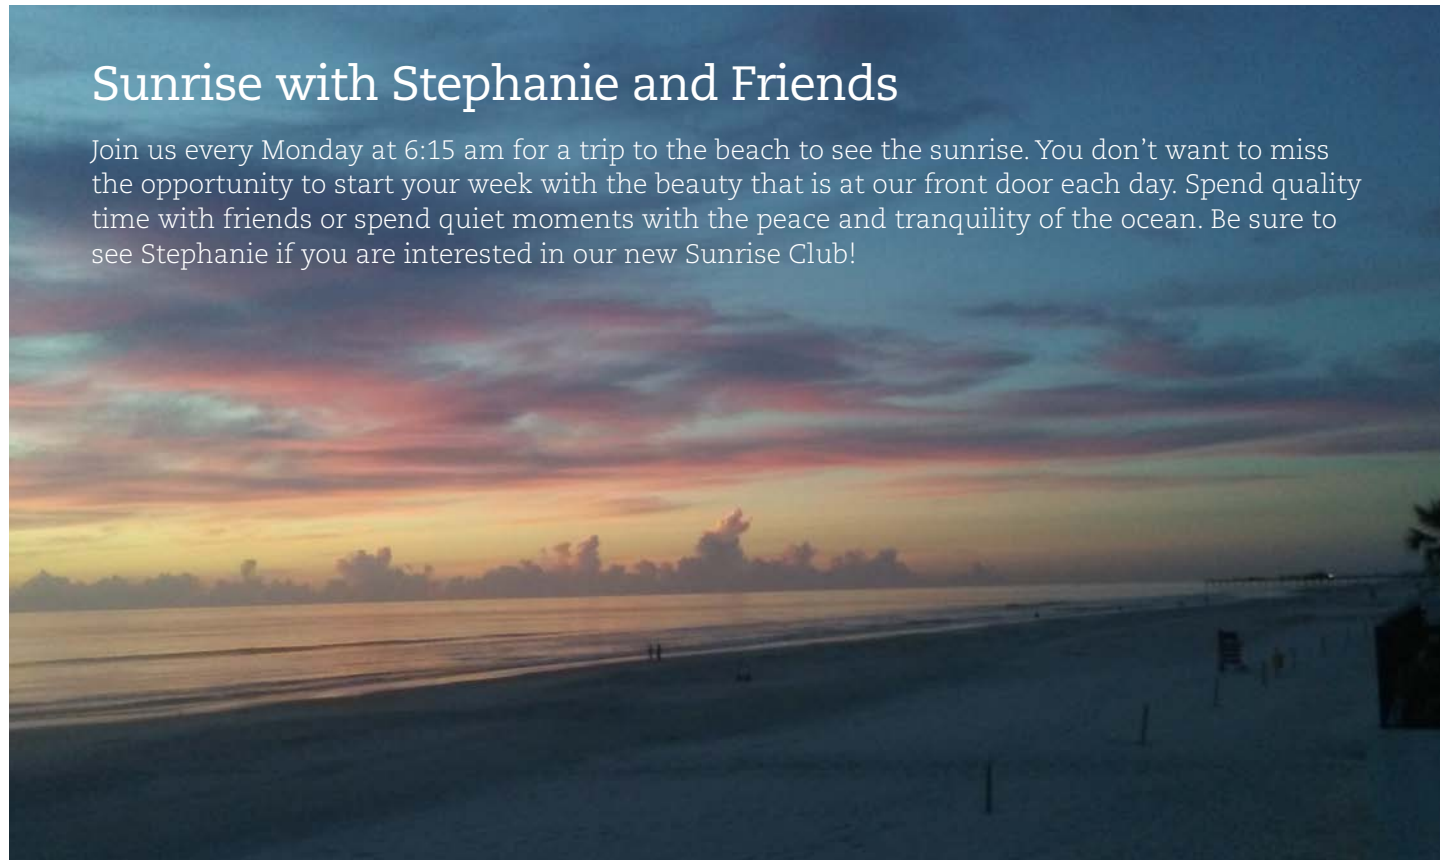 Sunrise with Stephanie and Friends
Join us every Monday at 6:15 am for a trip to the beach to see the sunrise. You don’t want to miss
the opportunity to start your week with the beauty that is at our front door each day. Spend quality
time with friends or spend quiet moments with the peace and tranquility of the ocean. Be sure to
see Stephanie if you are interested in our new Sunrise Club!